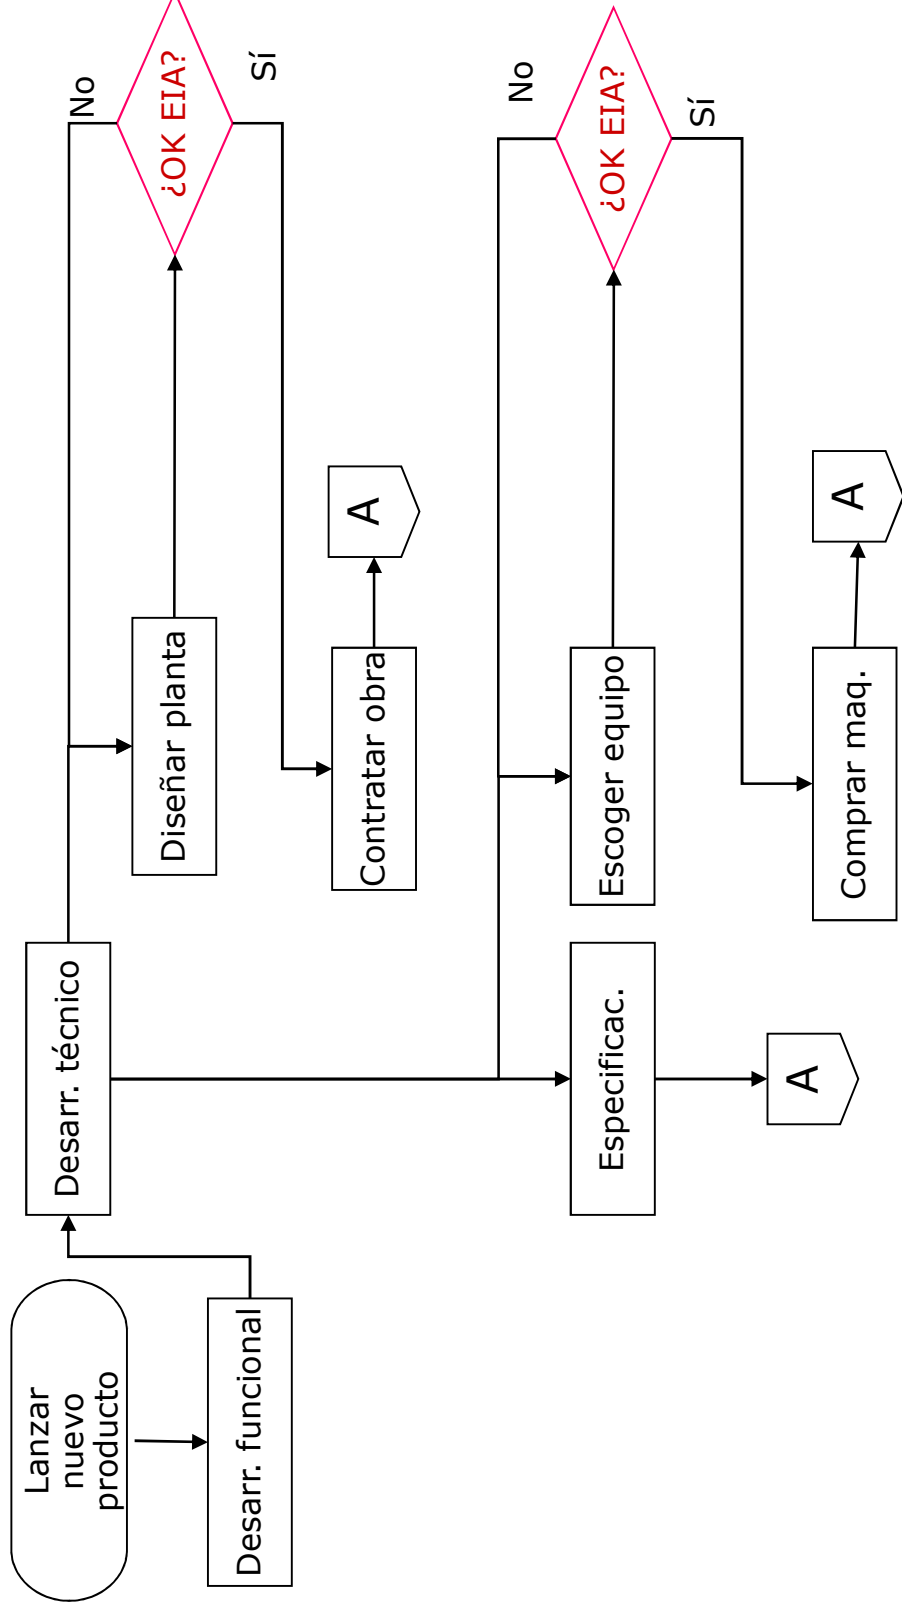 Lanzar
nuevo
producto
Desarr. funcional
Desarr. técnico
Especificac.
A
Diseñar planta
¿OK EIA?
No
Sí
Contratar obra
A
Escoger equipo
¿OK EIA?
No
Sí
Comprar maq.
A